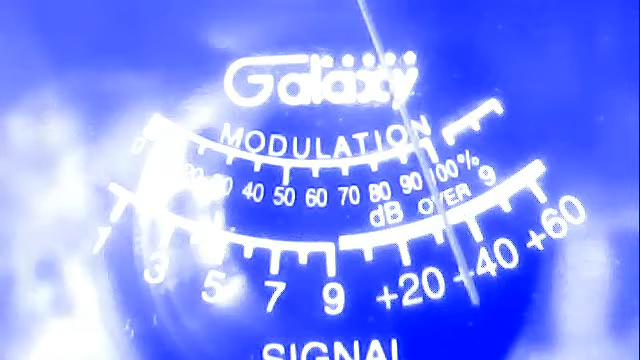 Galaxy
MODULATION
0 20 30 40 50 60 70 80 90 100%
dB OVER 9
1 3 5 7 9 +20 +40 +60
SIGNAL